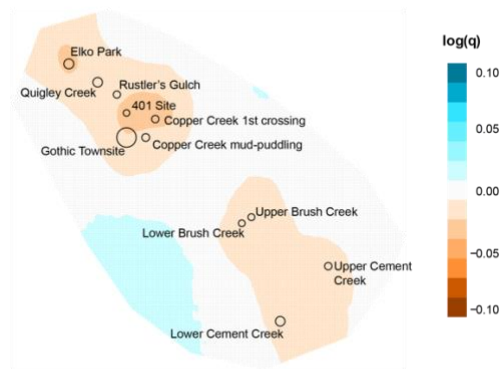 log(q)
Elko Park
0.10
Quigley Creek
Rustler's Gulch
401 Site
Copper Creek 1st crossing
0.05
Gothic Townsite
Copper Creek mud-puddling
0.00
Upper Brush Creek
Lower Brush Creek
−0.05
Upper Cement
Creek
−0.10
Lower Cement Creek